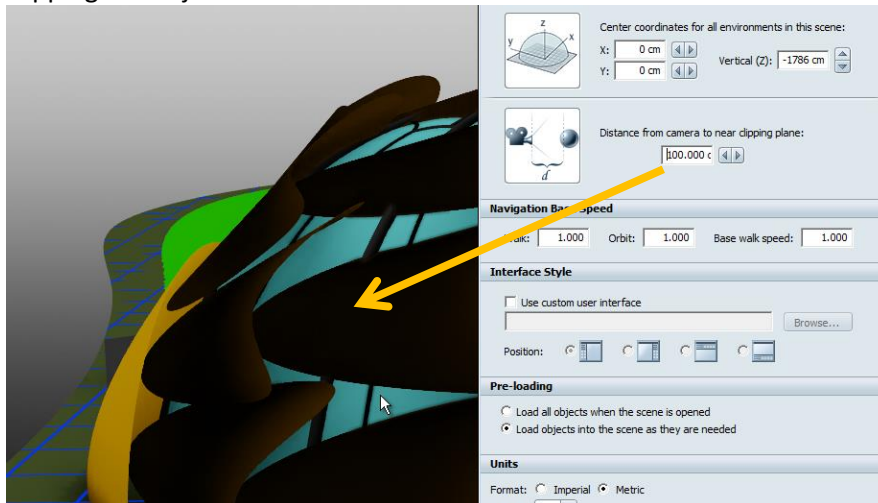 Center coordinates for all environments in this scene:
z
y x
X: 0 cm Vertical (Z): -1786 cm
Y: 0 cm
Distance from camera to near clipping plane:
100.000 c
d
Navigation Base Speed
1.000 Orbit: 1.000 Base walk speed: 1.000
Interface Style
Use custom user interface
Browse...
Position:
Pre-loading
Load all objects when the scene is opened
Load objects into the scene as they are needed
Units
Format: Imperial Metric